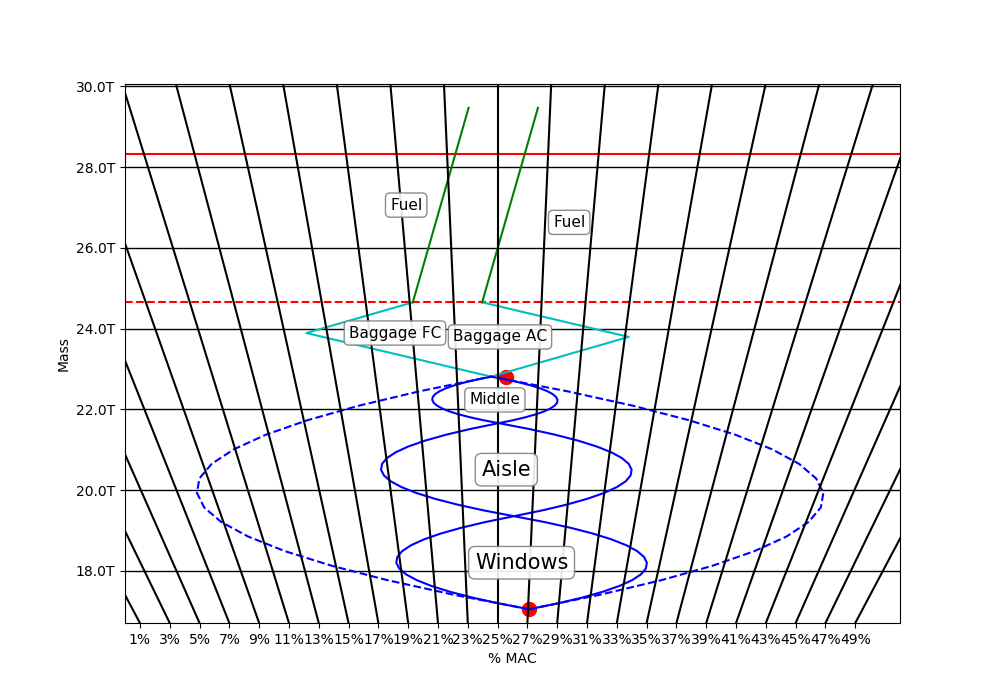 30.0T
28.0T
26.0T
24.0T
22.0T
20.0T
18.0T
Mass
Fuel
Fuel
Baggage FC
Baggage AC
Middle
Aisle
Windows
1% 3% 5% 7% 9% 11% 13% 15% 17% 19% 21% 23% 25% 27% 29% 31% 33% 35% 37% 39% 41% 43% 45% 47% 49%
% MAC